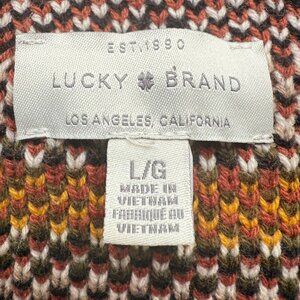 EST. 1990
LUCKY BRAND
LOS ANGELES, CALIFORNIA
L/G
MADE IN
VIETNAM
FABRIQUÉ AU
VIETNAM